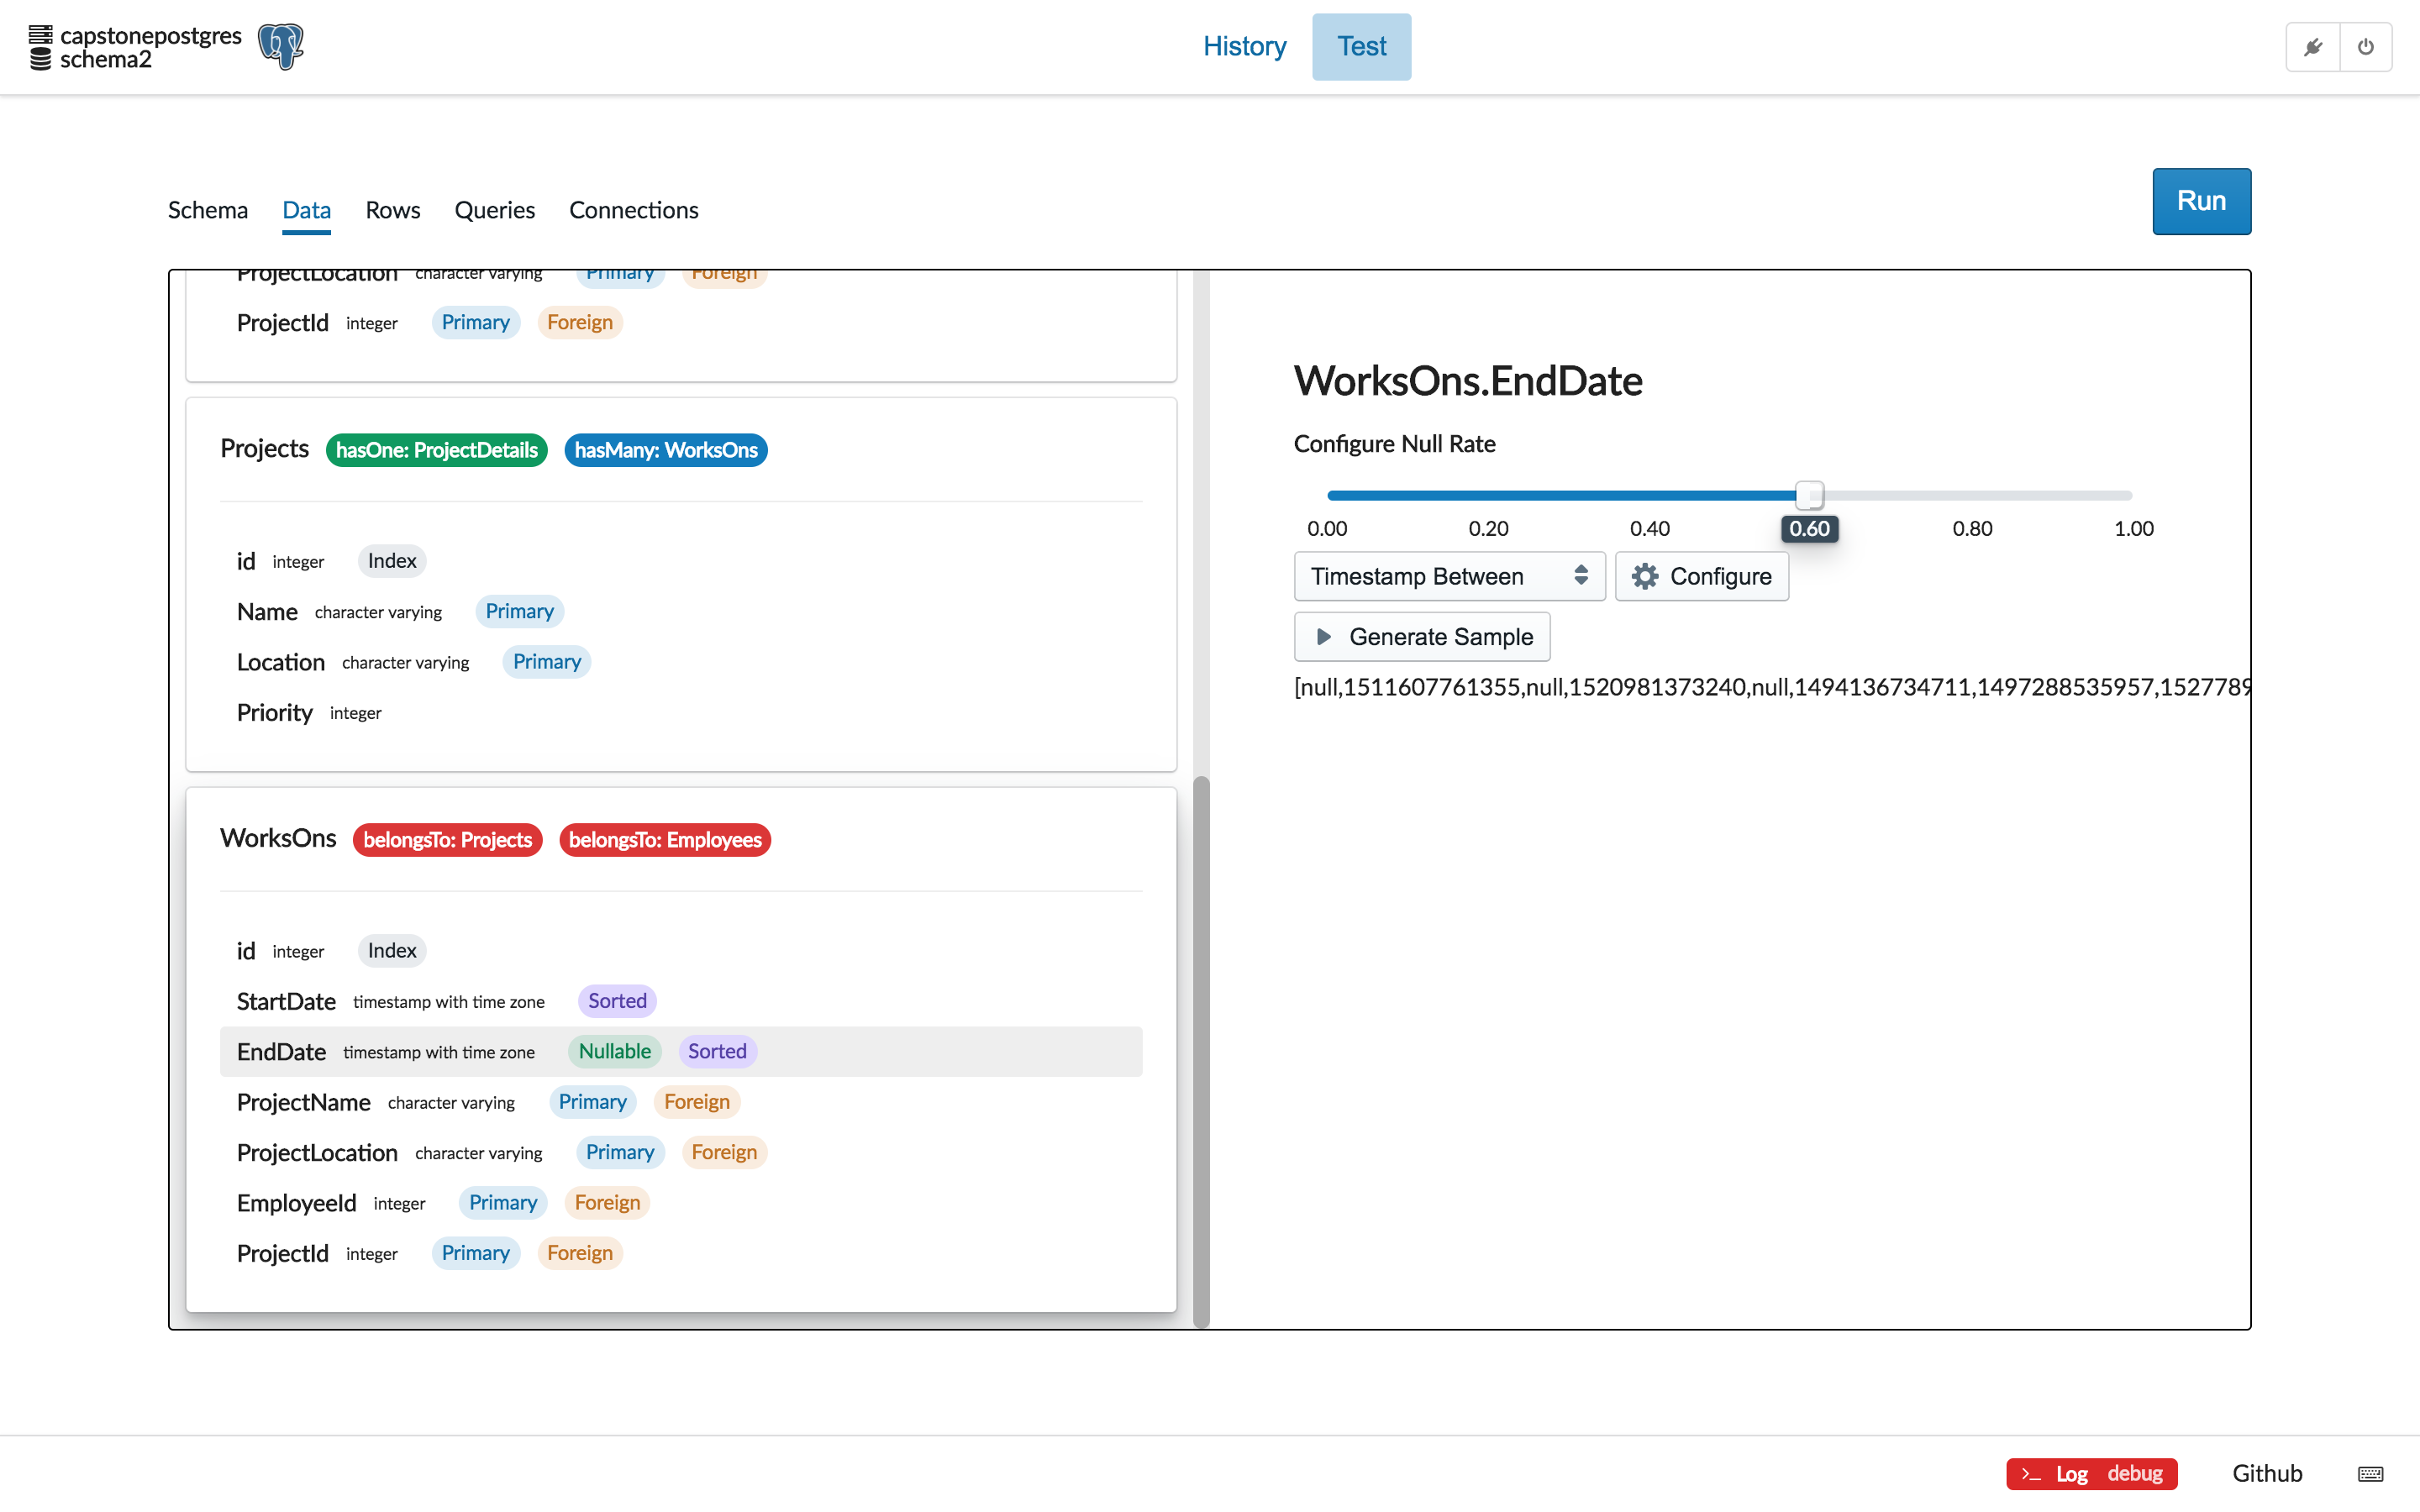 capstonepostgres
schema2
History Test
Schema Data Rows Queries Connections
Run
ProjectLocation character varying Primary Foreign
ProjectId integer Primary Foreign
Projects hasOne: ProjectDetails hasMany: WorksOns
id integer Index
Name character varying Primary
Location character varying Primary
Priority integer
WorksOns belongsTo: Projects belongsTo: Employees
id integer Index
StartDate timestamp with time zone Sorted
EndDate timestamp with time zone Nullable Sorted
ProjectName character varying Primary Foreign
ProjectLocation character varying Primary Foreign
EmployeeId integer Primary Foreign
ProjectId integer Primary Foreign
WorksOns.EndDate
Configure Null Rate
0.00 0.20 0.40 0.60 0.80 1.00
Timestamp Between Configure
Generate Sample
[null,1511607761355,null,1520981373240,null,1494136734711,1497288535957,1527789
>_ Log debug Github